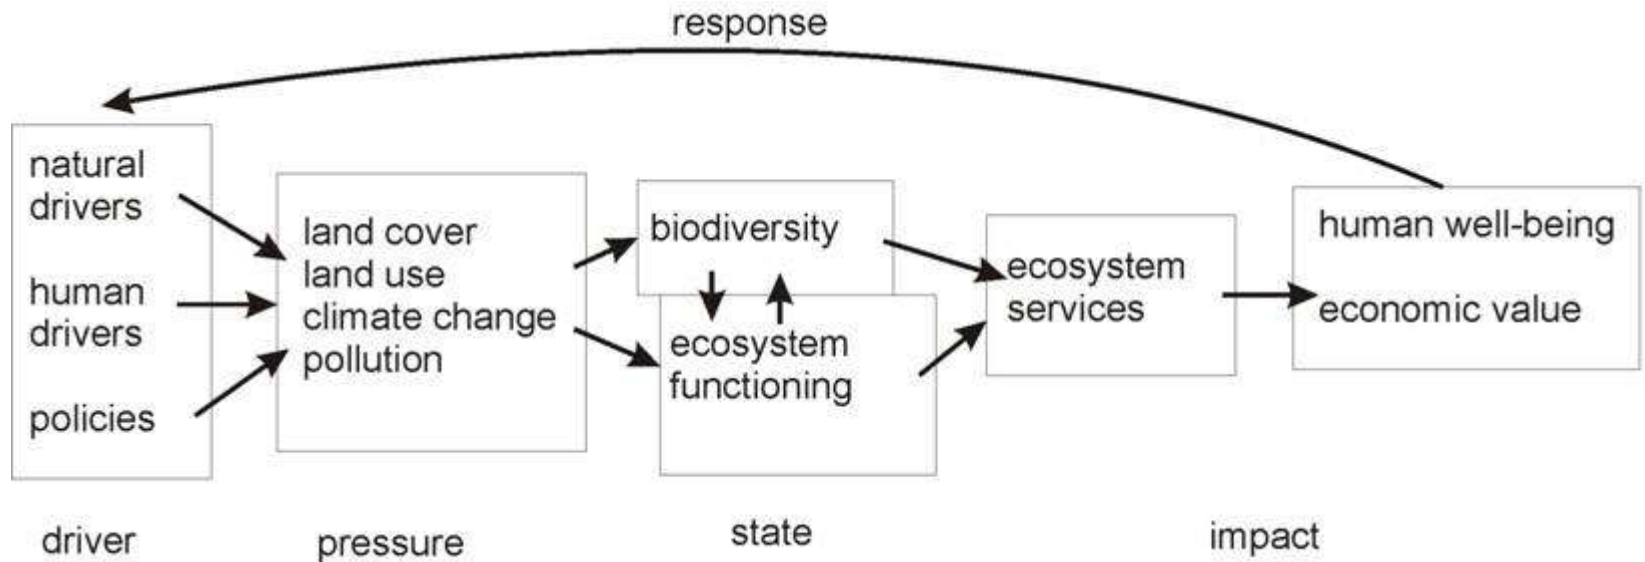 response
natural
drivers
human
drivers
policies
land cover
land use
climate change
pollution
biodiversity
ecosystem
functioning
ecosystem
services
human well-being
economic value
driver
pressure
state
impact